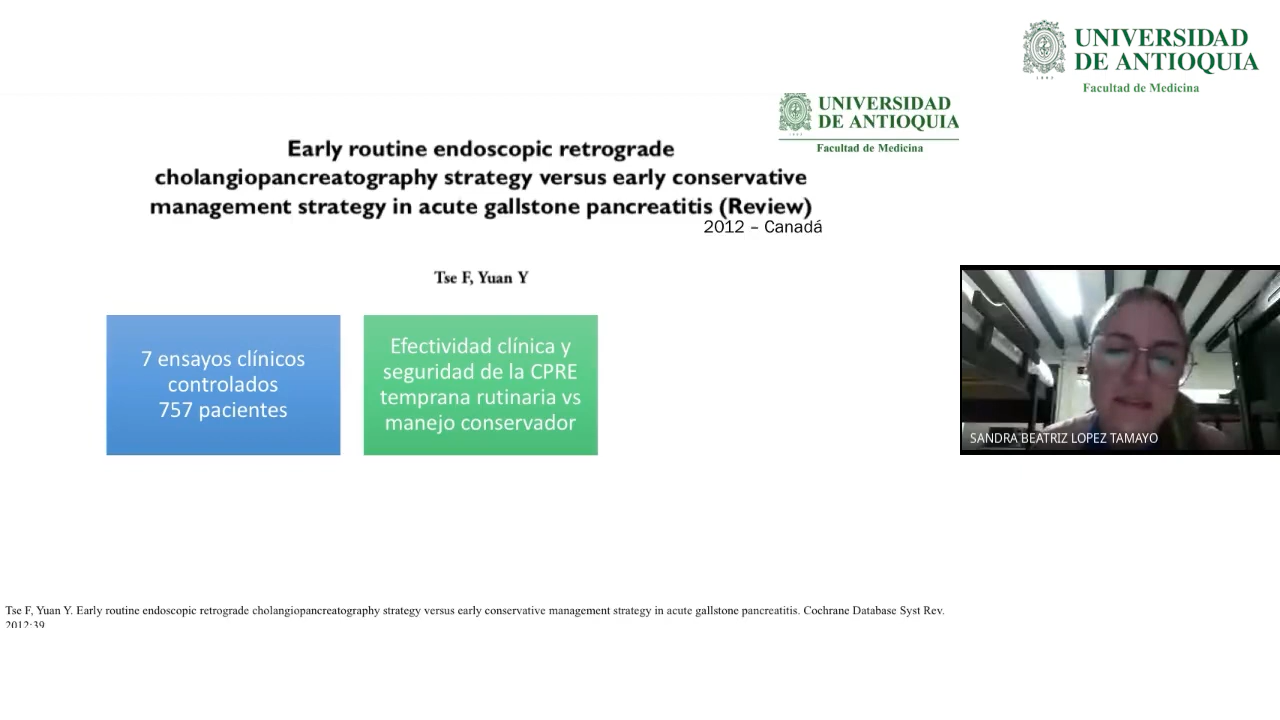 UNIVERSIDAD
DE ANTIOQUIA
1803
Facultad de Medicina
UNIVERSIDAD
DE ANTIOQUIA
Facultad de Medicina
Early routine endoscopic retrograde
cholangiopancreatography strategy versus early conservative
management strategy in acute gallstone pancreatitis (Review)
2012 – Canadá
Tse F, Yuan Y
7 ensayos clínicos
controlados
757 pacientes
Efectividad clínica y
seguridad de la CPRE
temprana rutinaria vs
manejo conservador
SANDRA BEATRIZ LOPEZ TAMAYO
Tse F, Yuan Y. Early routine endoscopic retrograde cholangiopancreatography strategy versus early conservative management strategy in acute gallstone pancreatitis. Cochrane Database Syst Rev.
2012;39